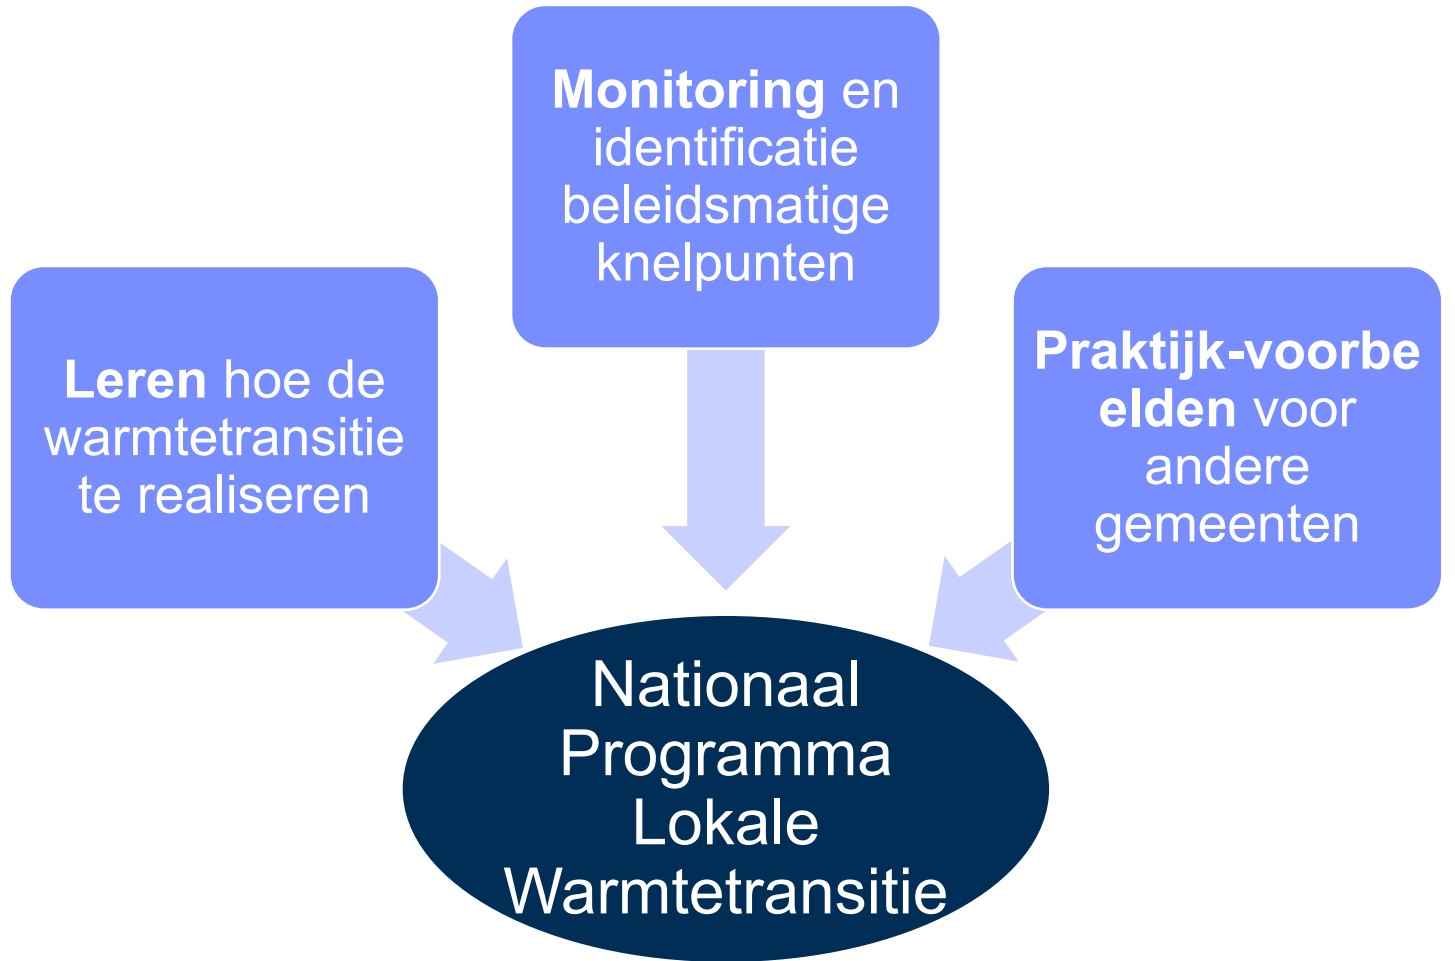 Leren hoe de
warmtetransitie
te realiseren
Monitoring en
identificatie
beleidsmatige
knelpunten
Praktijk-voorbe
elden voor
andere
gemeenten
Nationaal
Programma
Lokale
Warmtetransitie